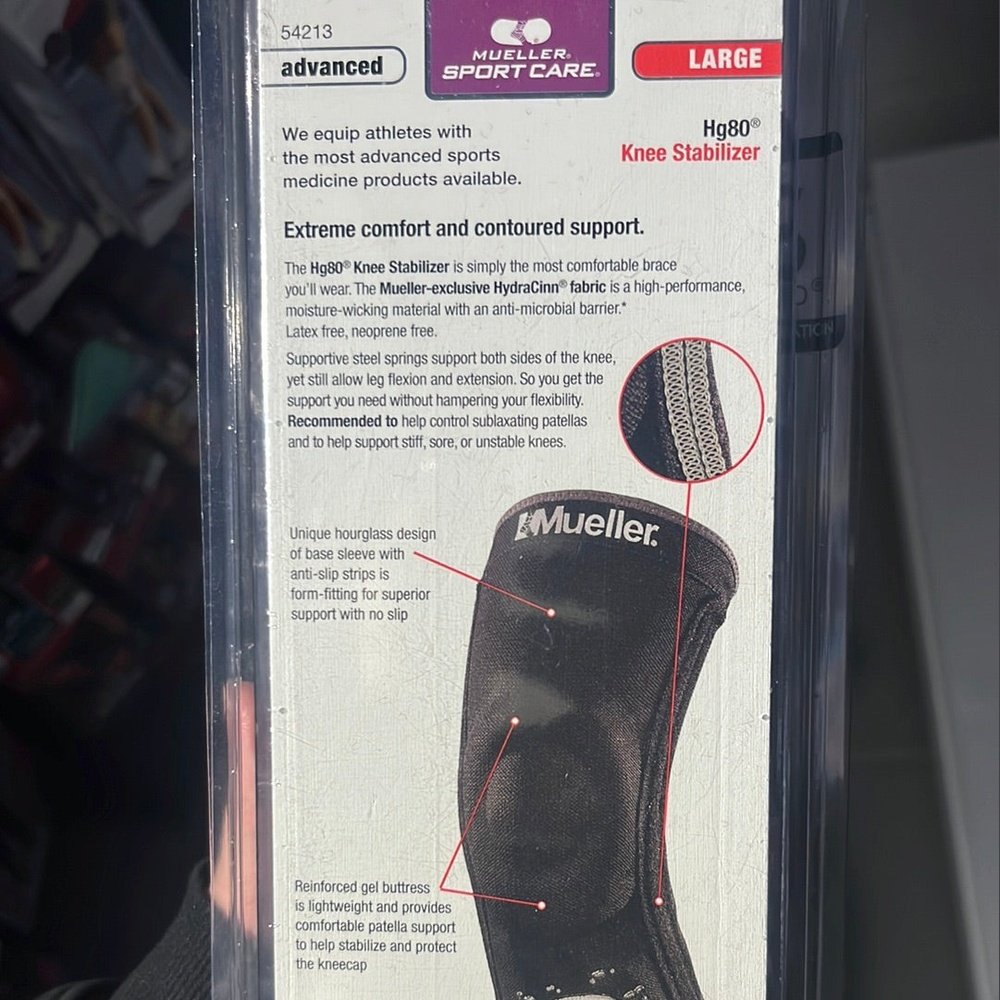 54213
advanced
MUELLER®
SPORT CARE®
LARGE
Hg80®
Knee Stabilizer
We equip athletes with
the most advanced sports
medicine products available.
Extreme comfort and contoured support.
The Hg80® Knee Stabilizer is simply the most comfortable brace
you'll wear. The Mueller-exclusive HydraCinn® fabric is a high-performance,
moisture-wicking material with an anti-microbial barrier.*
Latex free, neoprene free.
Supportive steel springs support both sides of the knee,
yet still allow leg flexion and extension. So you get the
support you need without hampering your flexibility.
Recommended to help control sublaxating patellas
and to help support stiff, sore, or unstable knees.
Mueller.
Unique hourglass design
of base sleeve with
anti-slip strips is
form-fitting for superior
support with no slip
Reinforced gel buttress
is lightweight and provides
comfortable patella support
to help stabilize and protect
the kneecap